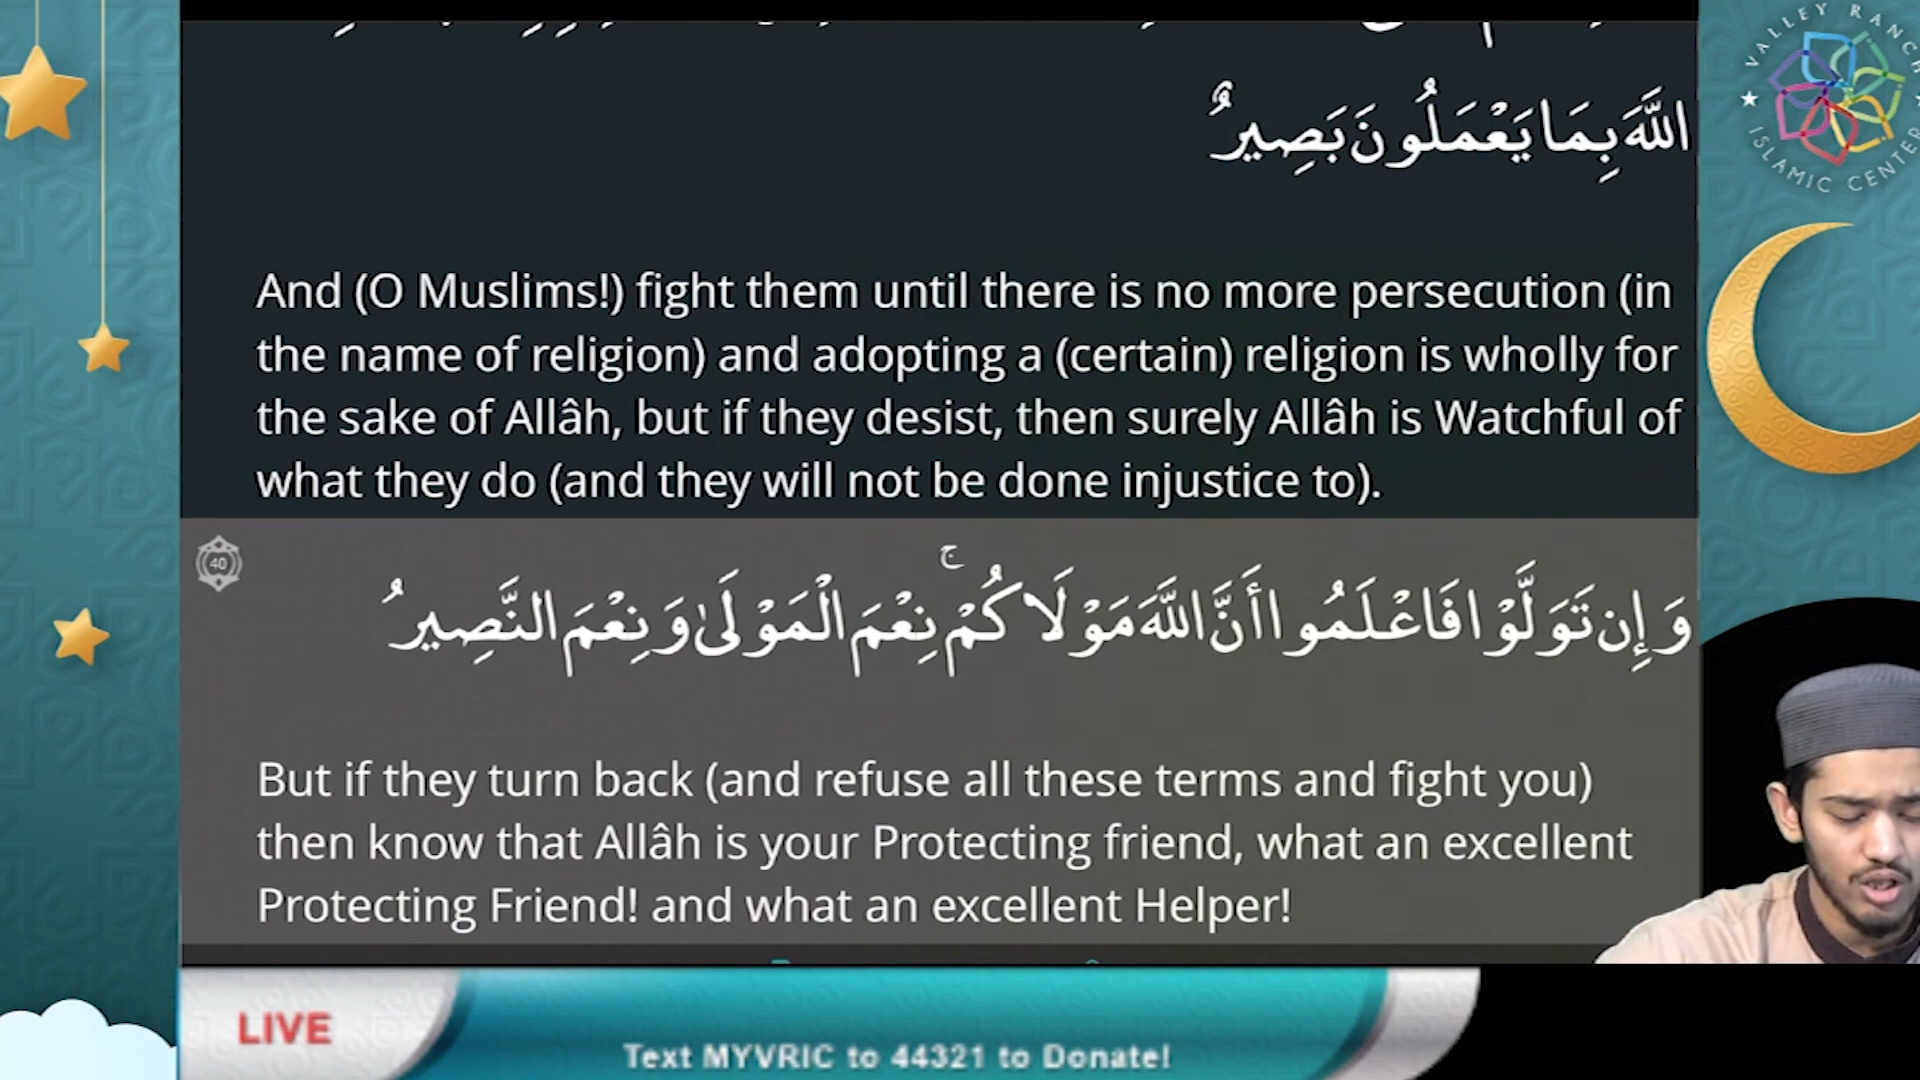 VALLEY RANCH
ISLAMIC CENTER
اللَّهَ بِمَا يَعْمَلُونَ بَصِيرٌ
And (O Muslims!) fight them until there is no more persecution (in
the name of religion) and adopting a (certain) religion is wholly for
the sake of Allâh, but if they desist, then surely Allâh is Watchful of
what they do (and they will not be done injustice to).
40
وَإِن تَوَلَّوْا فَاعْلَمُوا أَنَّ اللَّهَ مَوْلَاكُمْ ۚ نِعْمَ الْمَوْلَىٰ وَنِعْمَ النَّصِيرُ
But if they turn back (and refuse all these terms and fight you)
then know that Allâh is your Protecting friend, what an excellent
Protecting Friend! and what an excellent Helper!
LIVE
Text MYVRIC to 44321 to Donate!